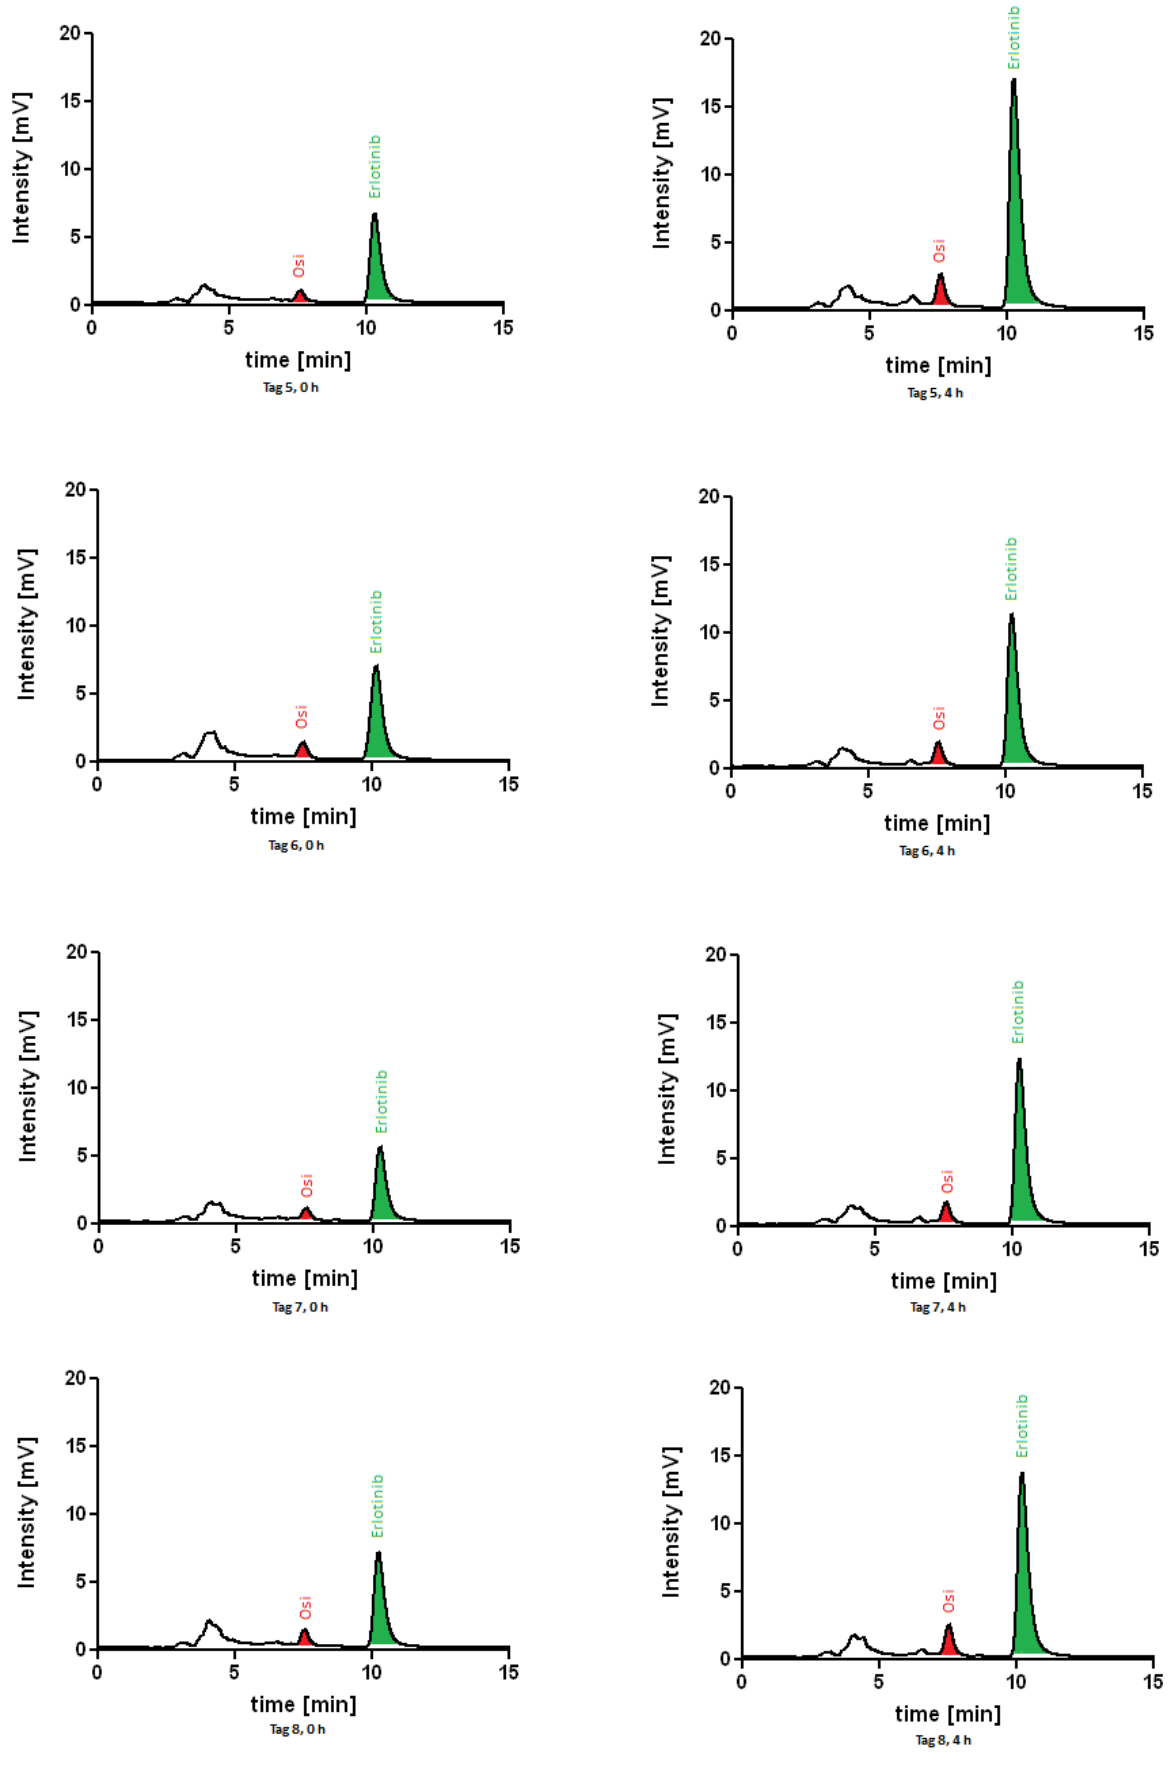 20
15
10
5
0
Intensity [mV]
Erlotinib
Osi
0 5 10 15
time [min]
Tag 5, 0 h
20
15
10
5
0
Intensity [mV]
Erlotinib
Osi
0 5 10 15
time [min]
Tag 5, 4 h
20
15
10
5
0
Intensity [mV]
Erlotinib
Osi
0 5 10 15
time [min]
Tag 6, 0 h
20
15
10
5
0
Intensity [mV]
Erlotinib
Osi
0 5 10 15
time [min]
Tag 6, 4 h
20
15
10
5
0
Intensity [mV]
Erlotinib
Osi
0 5 10 15
time [min]
Tag 7, 0 h
20
15
10
5
0
Intensity [mV]
Erlotinib
Osi
0 5 10 15
time [min]
Tag 7, 4 h
20
15
10
5
0
Intensity [mV]
Erlotinib
Osi
0 5 10 15
time [min]
Tag 8, 0 h
20
15
10
5
0
Intensity [mV]
Erlotinib
Osi
0 5 10 15
time [min]
Tag 8, 4 h